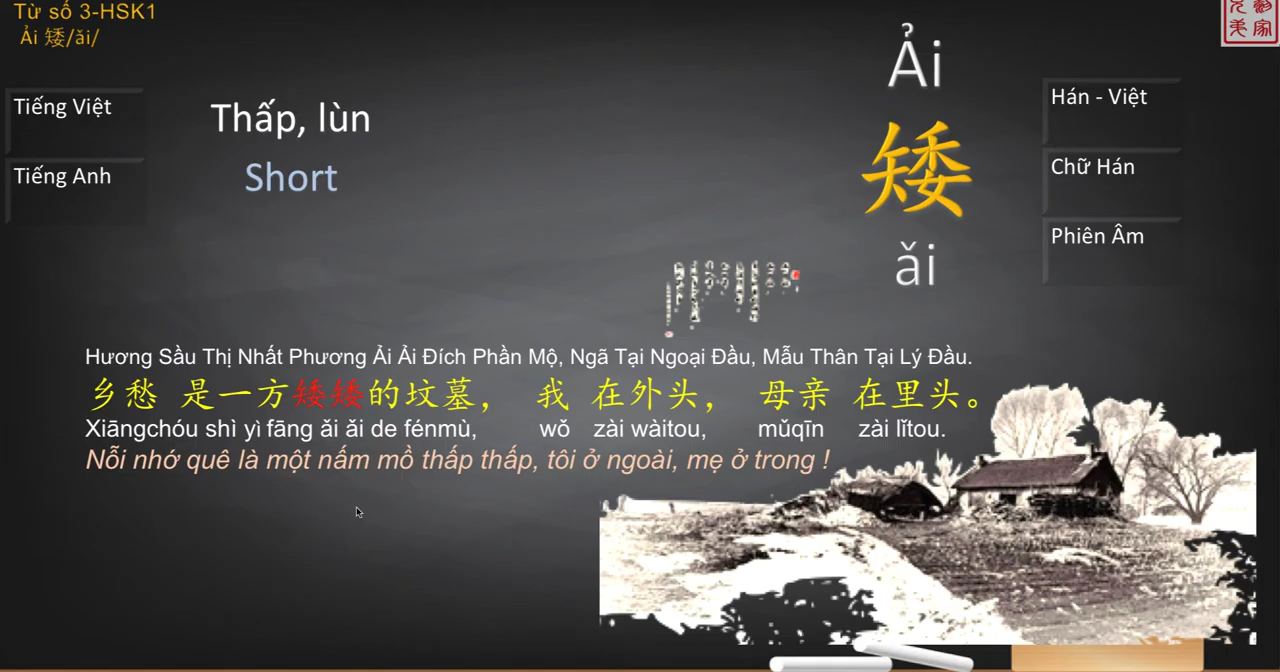 Từ số 3-HSK1
Ải 矮/ăi/
Tiếng Việt
Thấp, lùn
Tiếng Anh
Short
Ải
矮
ăi
Hán - Việt
Chữ Hán
Phiên Âm
Hương Sầu Thị Nhất Phương Ải Ải Đích Phần Mộ, Ngã Tại Ngoại Đầu, Mẫu Thân Tại Lý Đầu.
乡愁 是一方矮矮的坟墓， 我 在外头， 母亲 在里头。
Xiāngchóu shì yì fāng ăi ăi de fénmù, wǒ zài wàitou, mǔqīn zài lǐtou.
Nỗi nhớ quê là một nấm mồ thấp thấp, tôi ở ngoài, mẹ ở trong !